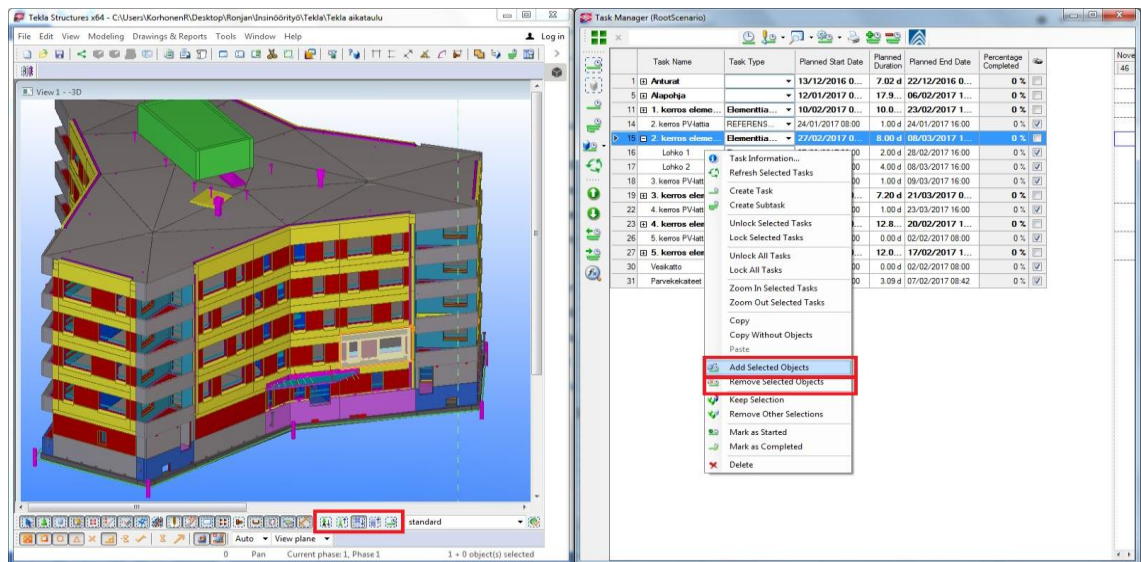 Tekla Structures x64 - C:\Users\KorhonenR\Desktop\Ronjan\Insinöörityö\Tekla\Tekla aikataulu
File Edit View Modeling Drawings & Reports Tools Window Help
Log in
View 1 - -3D
standard
Auto View plane
0 Pan Current phase: 1, Phase 1 1 + 0 object(s) selected
Task Manager (RootScenario)
Task Name Task Type Planned Start Date Planned Duration Planned End Date Percentage Completed Nove
46
1 Anturat 13/12/2016 0... 7.02 d 22/12/2016 0... 0 %
5 Alapohja 12/01/2017 0... 17.9... 06/02/2017 1... 0 %
11 1. kerros eleme... Elementtia... 10/02/2017 0... 10.0... 23/02/2017 1... 0 %
14 2. kerros PV-lattia REFERENS... 24/01/2017 08:00 1.00 d 24/01/2017 16:00 0 %
15 2. kerros eleme... Elementtia... 27/02/2017 0... 8.00 d 08/03/2017 1... 0 %
16 Lohko 1 00 2.00 d 28/02/2017 16:00 0 %
17 Lohko 2 00 4.00 d 08/03/2017 16:00 0 %
18 3. kerros PV-latt 00 1.00 d 09/03/2017 16:00 0 %
19 3. kerros eler 0... 7.20 d 21/03/2017 0... 0 %
22 4. kerros PV-latt 00 1.00 d 23/03/2017 16:00 0 %
23 4. kerros eler 12.8... 20/02/2017 1... 0 %
26 5. kerros PV-latt 00 0.00 d 02/02/2017 08:00 0 %
27 5. kerros eler 12.0... 17/02/2017 1... 0 %
30 Vesikatto 00 0.00 d 02/02/2017 08:00 0 %
31 Parvekekaiteet 00 3.09 d 07/02/2017 08:42 0 %
Task Information...
Refresh Selected Tasks
Create Task
Create Subtask
Unlock Selected Tasks
Lock Selected Tasks
Unlock All Tasks
Lock All Tasks
Zoom In Selected Tasks
Zoom Out Selected Tasks
Copy
Copy Without Objects
Paste
Add Selected Objects
Remove Selected Objects
Keep Selection
Remove Other Selections
Mark as Started
Mark as Completed
Delete